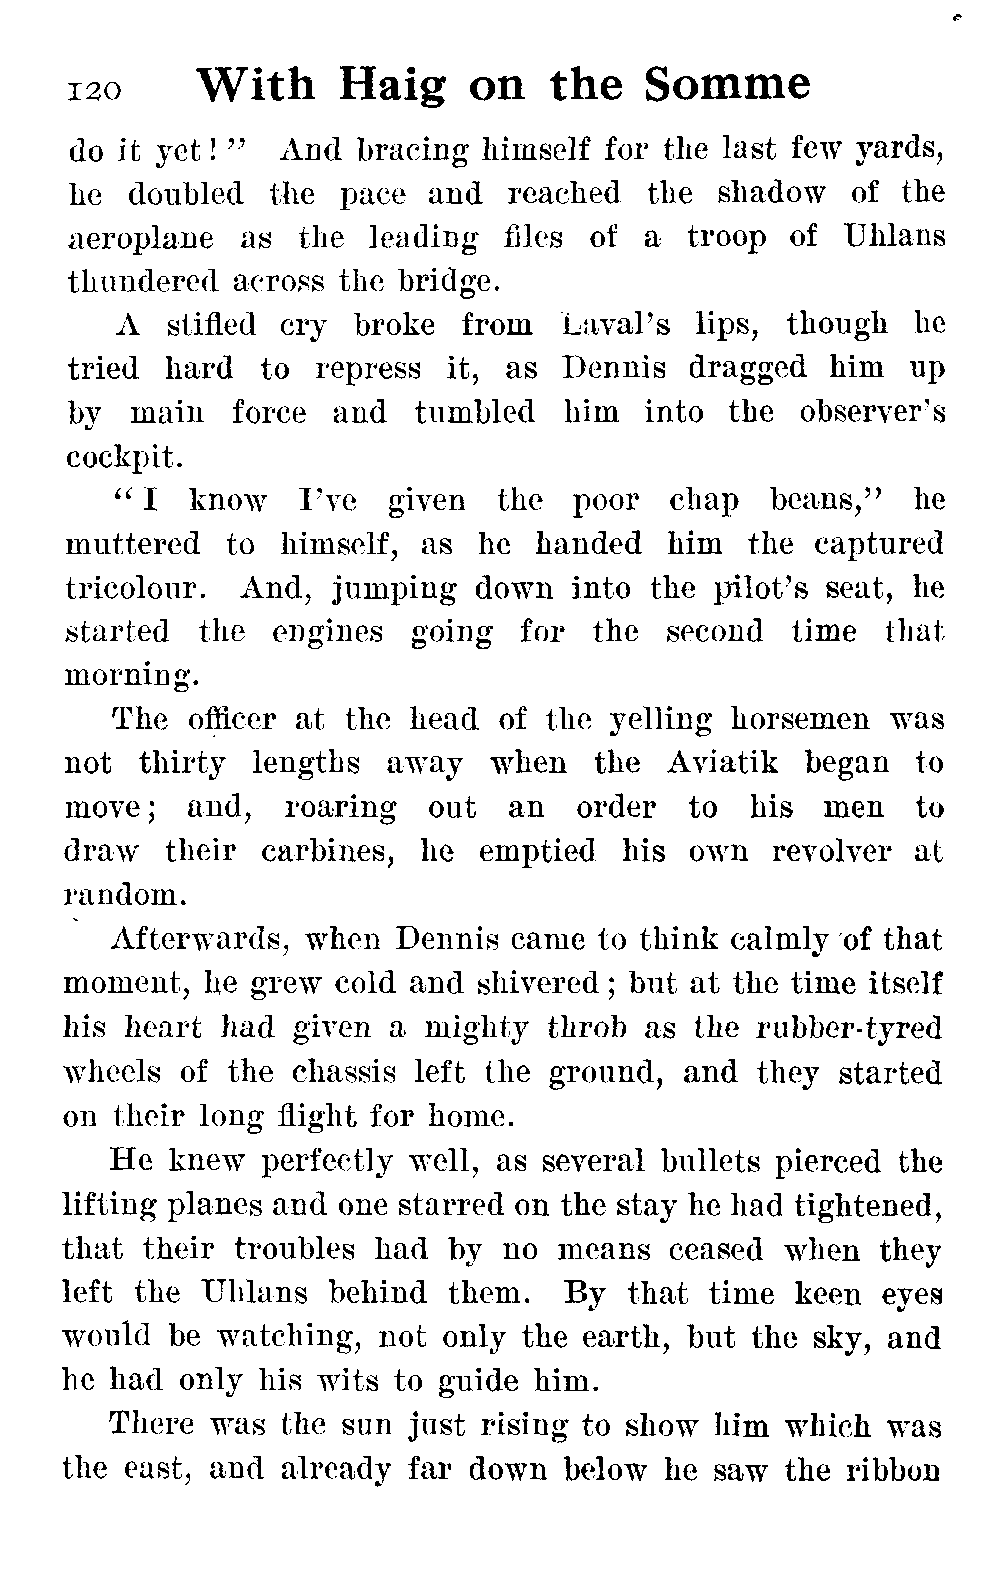 120 With Haig on the Somme
do it yet!" And bracing himself for the last few yards,
he doubled the pace and reached the shadow of the
aeroplane as the leading files of a troop of Uhlans
thundered across the bridge.
A stifled cry broke from Laval's lips, though he
tried hard to repress it, as Dennis dragged him up
by main force and tumbled him into the observer's
cockpit.
"I know I've given the poor chap beans," he
muttered to himself, as he handed him the captured
tricolour. And, jumping down into the pilot's seat, he
started the engines going for the second time that
morning.
The officer at the head of the yelling horsemen was
not thirty lengths away when the Aviatik began to
move; and, roaring out an order to his men to
draw their carbines, he emptied his own revolver at
random.
Afterwards, when Dennis came to think calmly of that
moment, he grew cold and shivered; but at the time itself
his heart had given a mighty throb as the rubber-tyred
wheels of the chassis left the ground, and they started
on their long flight for home.
He knew perfectly well, as several bullets pierced the
lifting planes and one starred on the stay he had tightened,
that their troubles had by no means ceased when they
left the Uhlans behind them. By that time keen eyes
would be watching, not only the earth, but the sky, and
he had only his wits to guide him.
There was the sun just rising to show him which was
the east, and already far down below he saw the ribbon